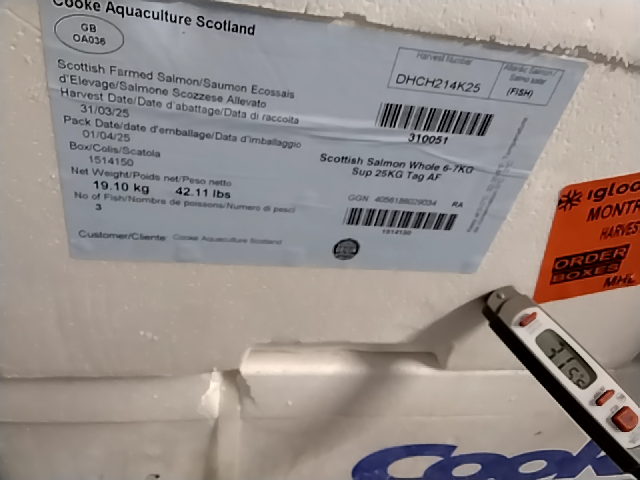 Cooke Aquaculture Scotland
GB
OA036
Scottish Farmed Salmon/Saumon Ecossais
d'Elevage/Salmone Scozzese Allevato
Harvest Date/Date d'abattage/Data di raccolta
31/03/25
Pack Date/date d'emballage/Data d'imballaggio
01/04/25
Box/Colis/Scatola
1514150
Net Weight/Poids net/Peso netto
19.10 kg 42.11 lbs
No of Fish/Nombre de poissons/Numero di pesci
3
Customer/Cliente: Cooke Aquaculture Scotland
Harvest Number
DHCH214K25
Atlantic Salmon/
Salmo salar
(FISH)
310051
Scottish Salmon Whole 6-7KG
Sup 25KG Tag AF
GGN RA
1514150
igloo
MONTR
HARVES
ORDER
BOXES
Cook